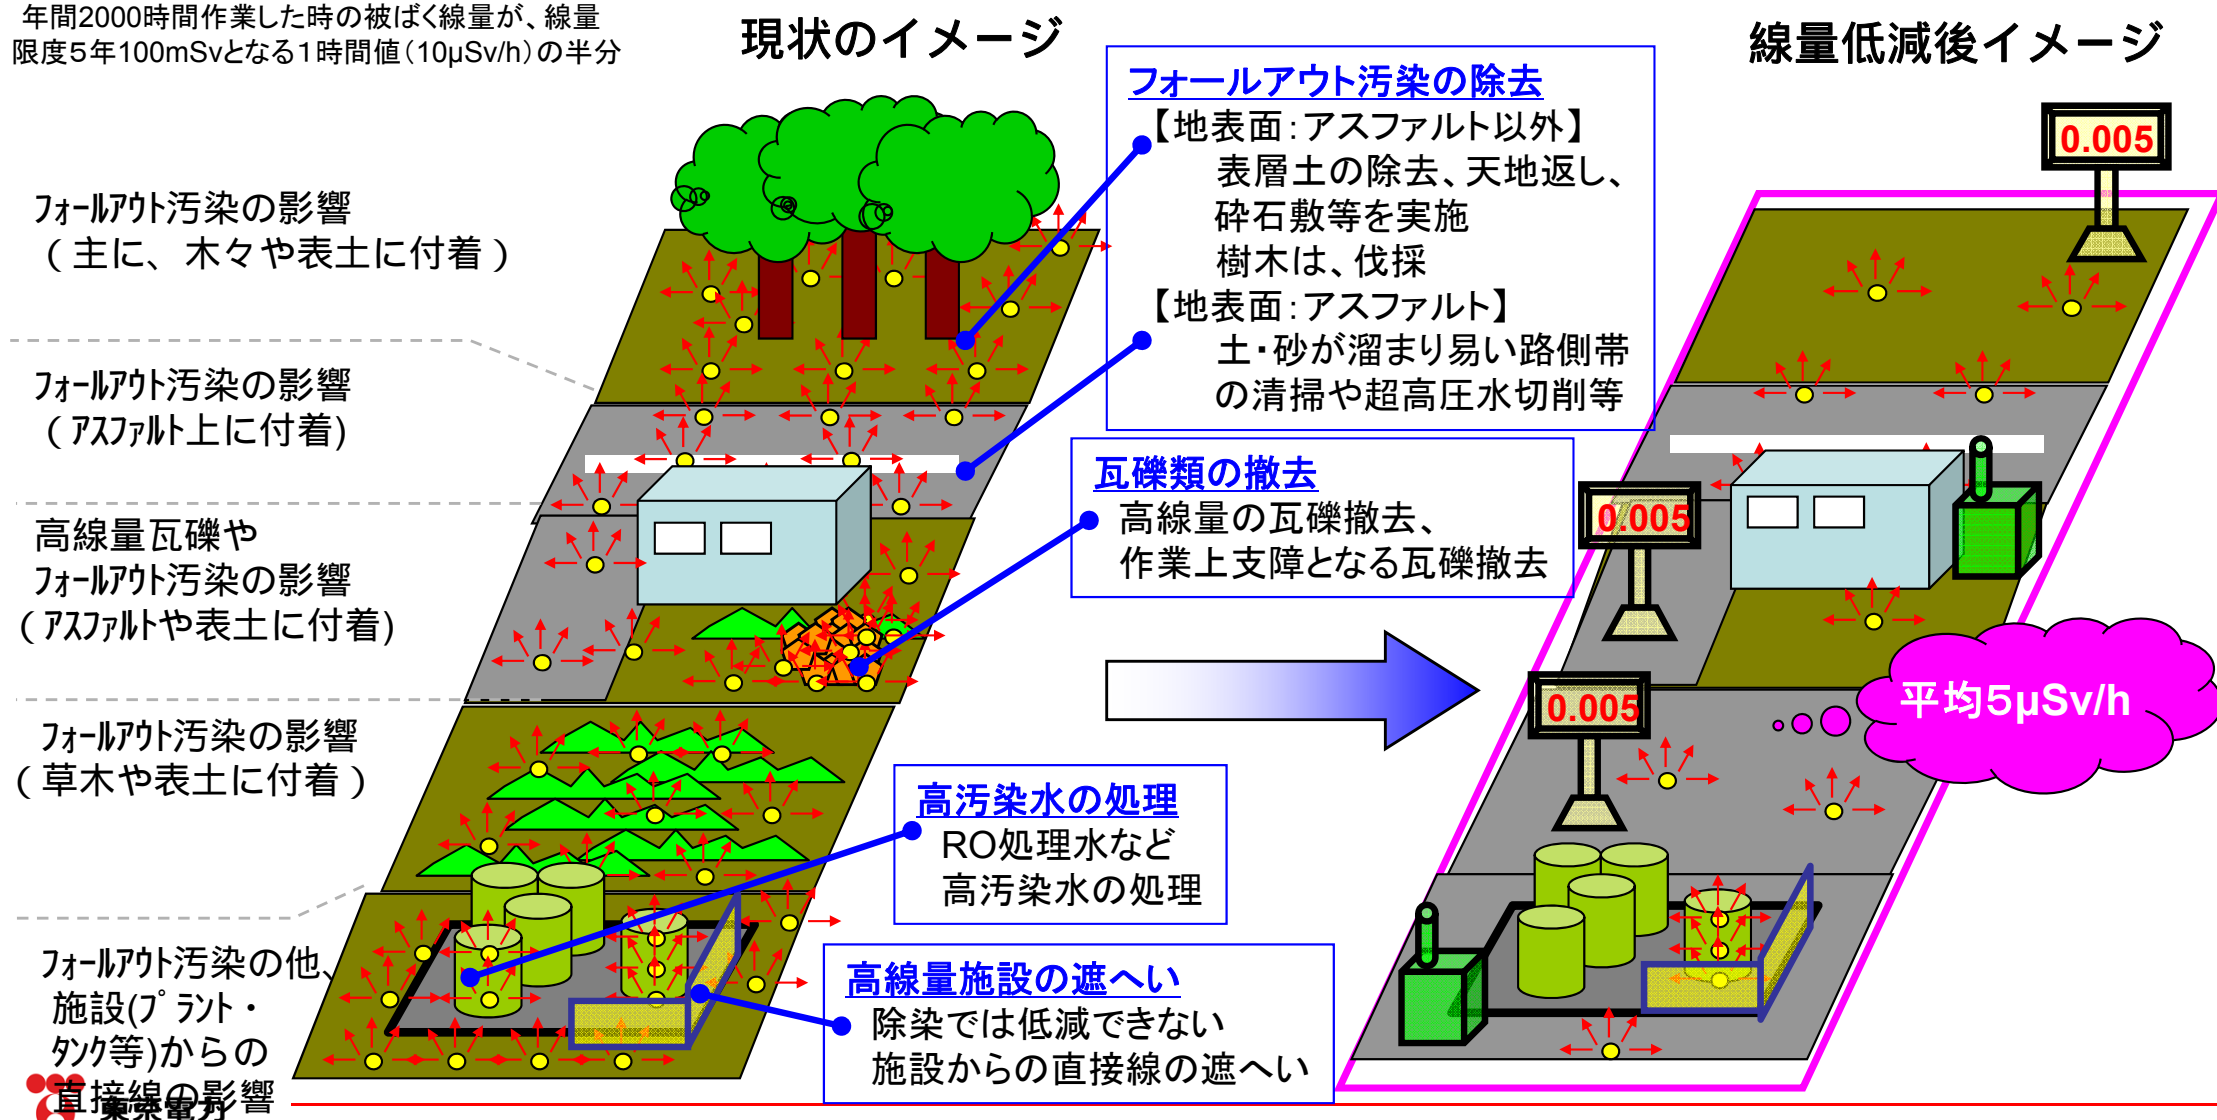 年間2000時間作業した時の被ばく線量が、線量
限度5年100mSvとなる1時間値（10μSv/h）の半分
現状のイメージ
線量低減後イメージ
フォールアウト汚染の影響
（主に、木々や表土に付着）
フォールアウト汚染の影響
（アスファルト上に付着)
高線量瓦礫や
フォールアウト汚染の影響
（アスファルトや表土に付着)
フォールアウト汚染の影響
（草木や表土に付着）
フォールアウト汚染の他、
施設(プラント・
タンク等)からの
直接線の影響
東京電力
フォールアウト汚染の除去
【地表面：アスファルト以外】
表層土の除去、天地返し、
砕石敷等を実施
樹木は、伐採
【地表面：アスファルト】
土・砂が溜まり易い路側帯
の清掃や超高圧水切削等
瓦礫類の撤去
高線量の瓦礫撤去、
作業上支障となる瓦礫撤去
高汚染水の処理
RO処理水など
高汚染水の処理
高線量施設の遮へい
除染では低減できない
施設からの直接線の遮へい
0.005
0.005
0.005
平均5μSv/h